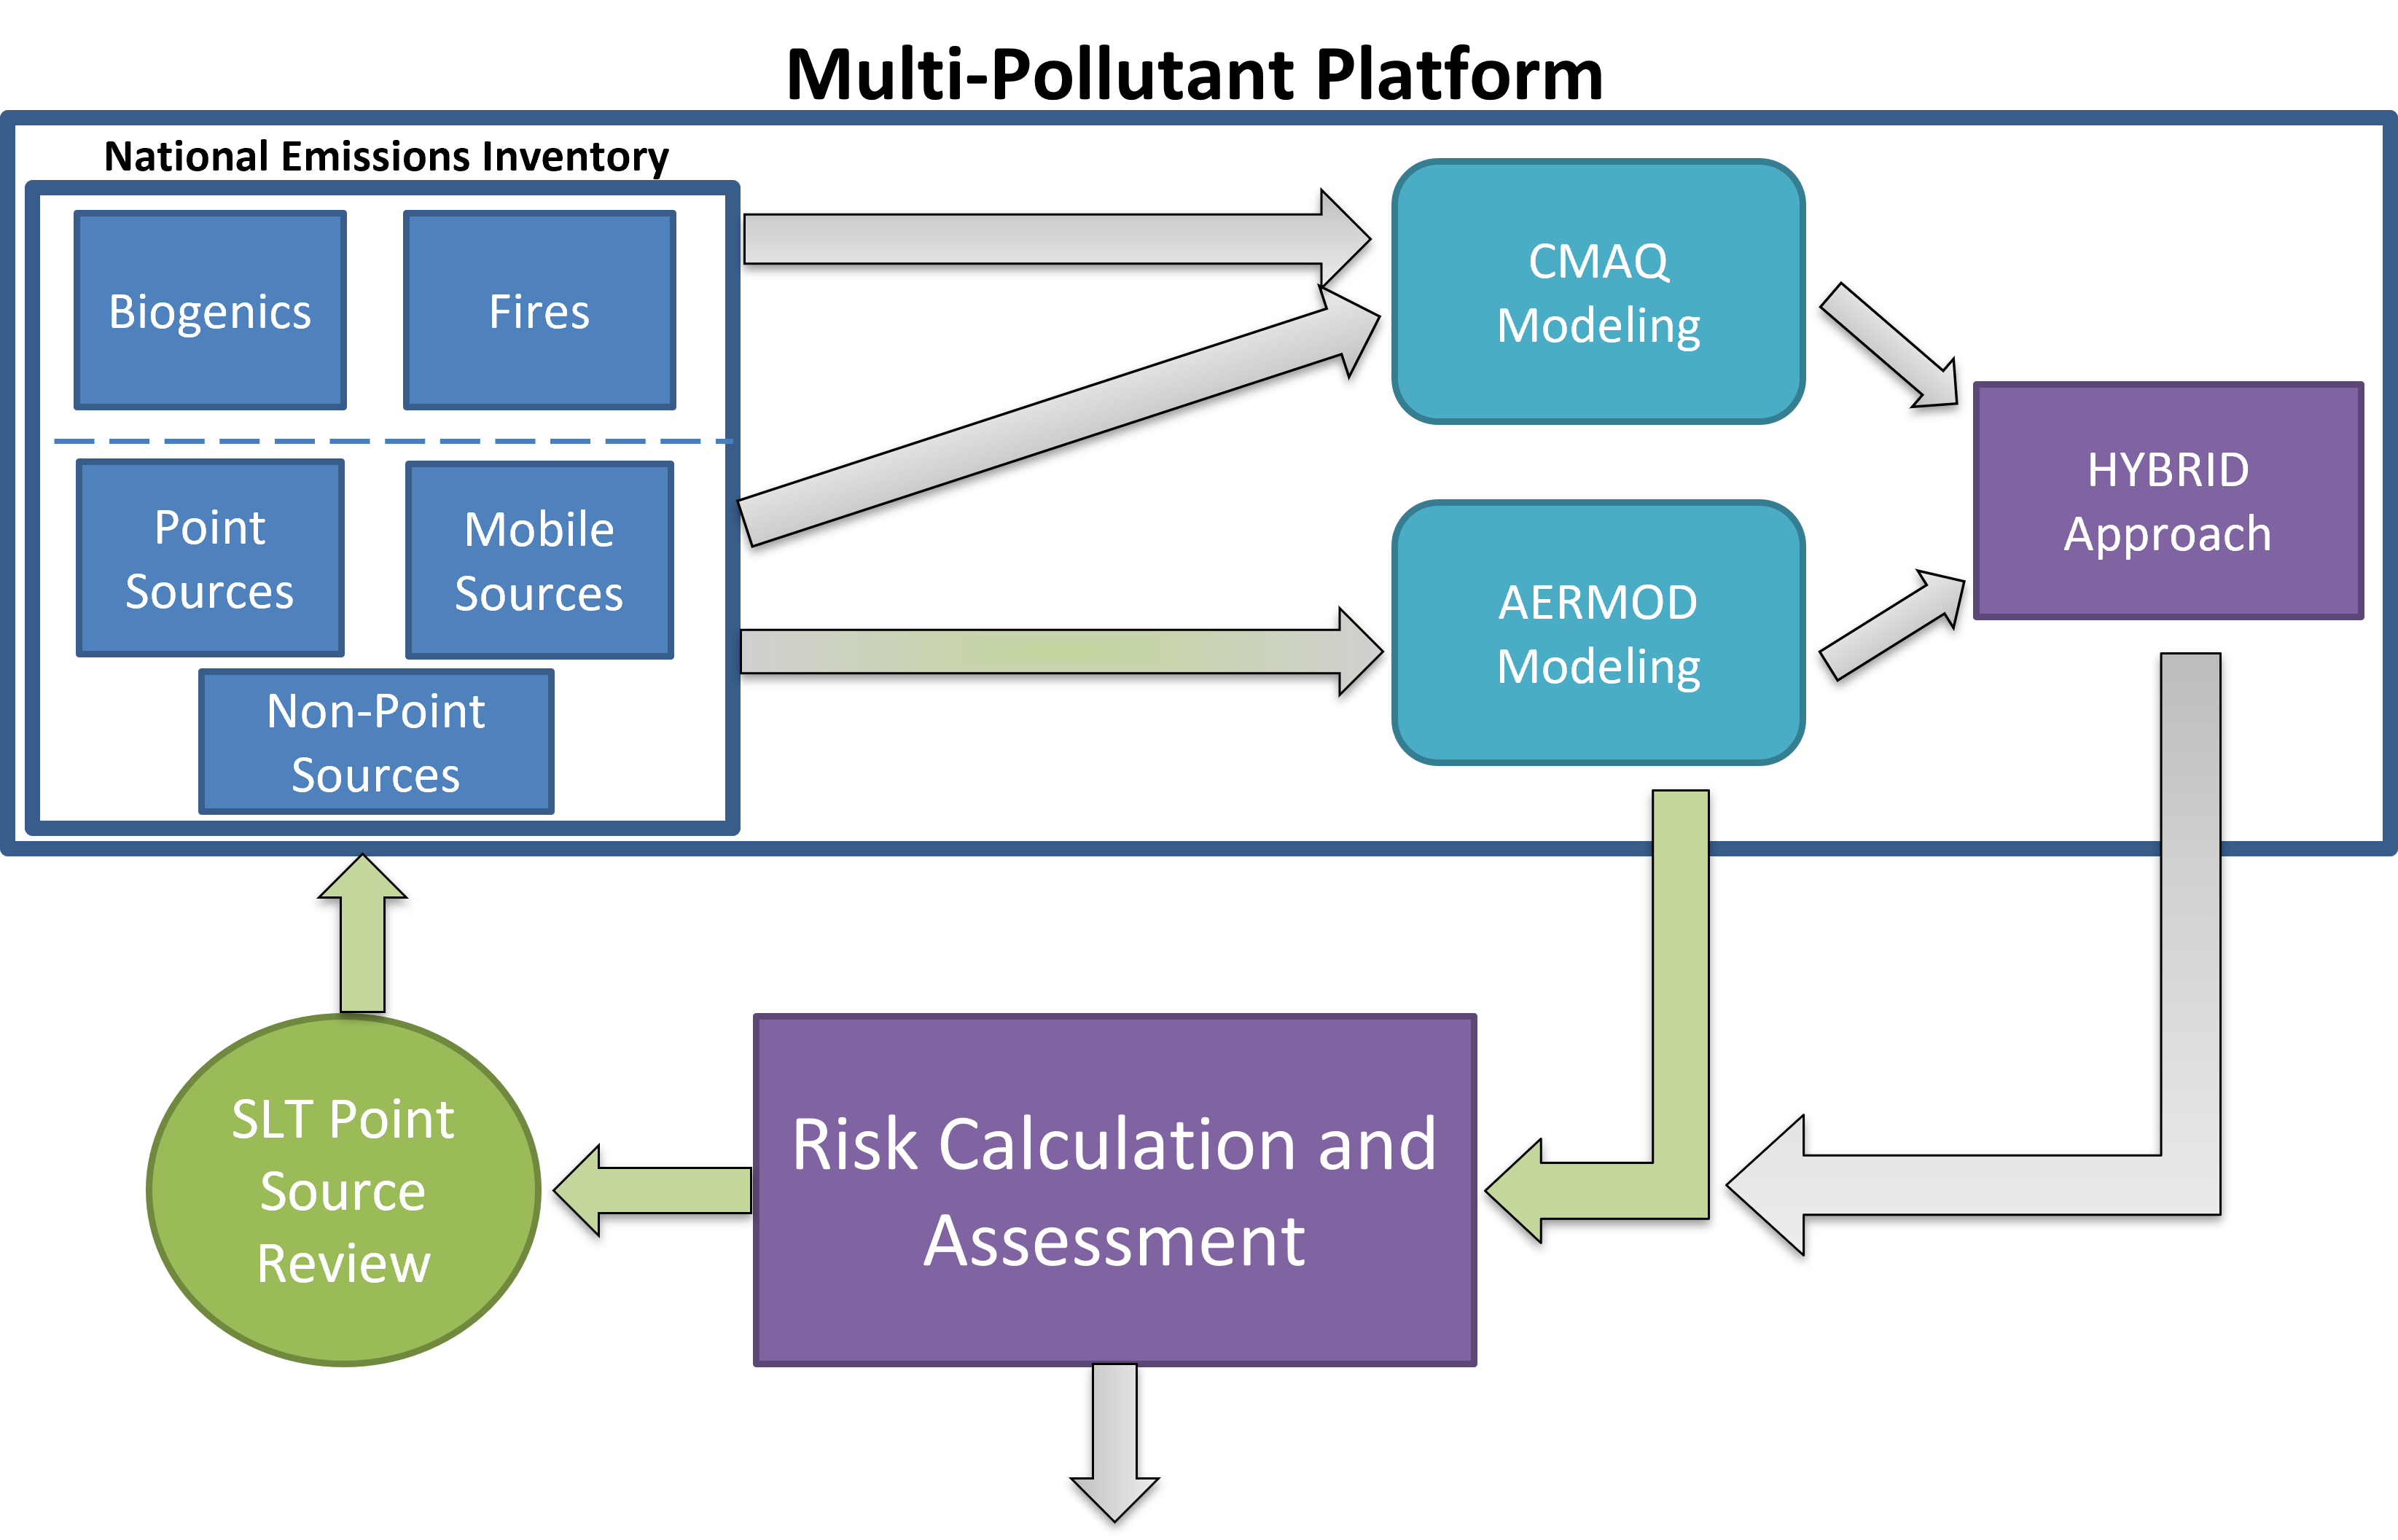 Multi-Pollutant Platform
National Emissions Inventory
Biogenics
Fires
Point
Sources
Mobile
Sources
Non-Point
Sources
CMAQ
Modeling
AERMOD
Modeling
HYBRID
Approach
SLT Point
Source
Review
Risk Calculation and
Assessment